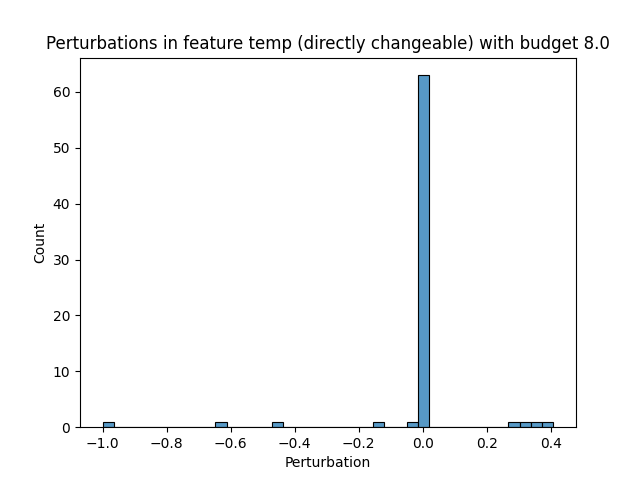 Perturbations in feature temp (directly changeable) with budget 8.0
60
50
40
30
20
10
0
Count
−1.0 −0.8 −0.6 −0.4 −0.2 0.0 0.2 0.4
Perturbation